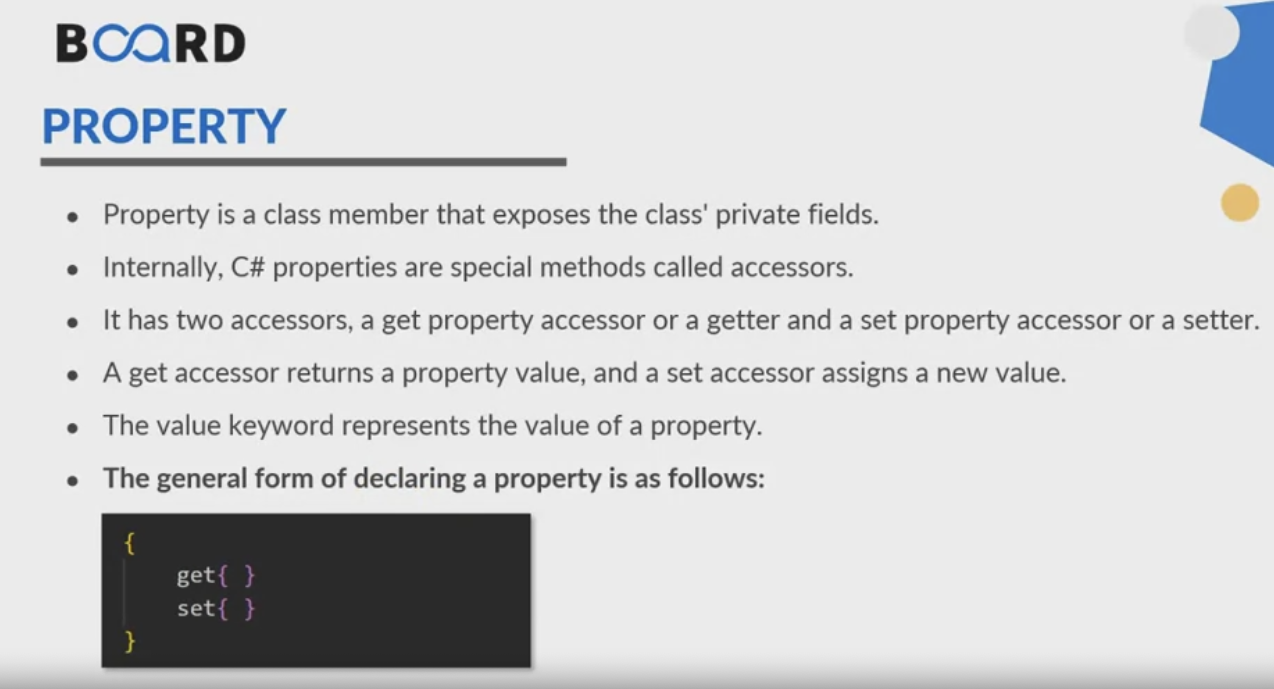 BOARD
PROPERTY
• Property is a class member that exposes the class' private fields.
• Internally, C# properties are special methods called accessors.
• It has two accessors, a get property accessor or a getter and a set property accessor or a setter.
• A get accessor returns a property value, and a set accessor assigns a new value.
• The value keyword represents the value of a property.
• The general form of declaring a property is as follows:
{
    get{ }
    set{ }
}